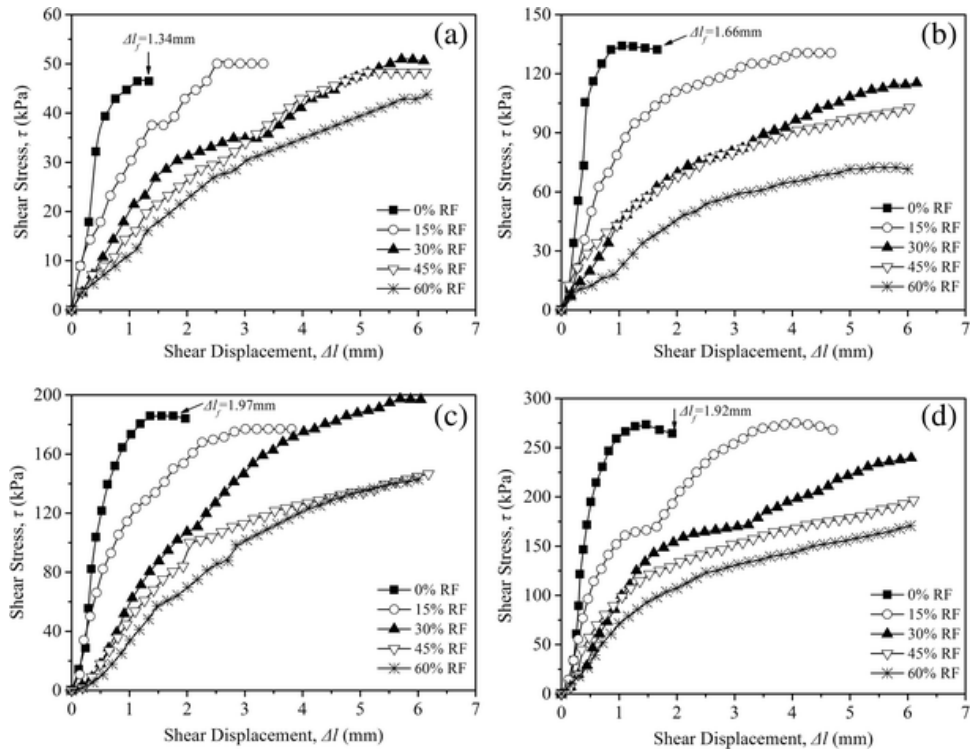 (a)
Δl_f=1.34mm
60
50
40
30
20
10
0
Shear Stress, τ (kPa)
0% RF
15% RF
30% RF
45% RF
60% RF
0 1 2 3 4 5 6 7
Shear Displacement, Δl (mm)
(b)
Δl_f=1.66mm
150
120
90
60
30
0
Shear Stress, τ (kPa)
0% RF
15% RF
30% RF
45% RF
60% RF
0 1 2 3 4 5 6 7
Shear Displacement, Δl (mm)
(c)
Δl_f=1.97mm
200
160
120
80
40
0
Shear Stress, τ (kPa)
0% RF
15% RF
30% RF
45% RF
60% RF
0 1 2 3 4 5 6 7
Shear Displacement, Δl (mm)
(d)
Δl_f=1.92mm
300
250
200
150
100
50
0
Shear Stress, τ (kPa)
0% RF
15% RF
30% RF
45% RF
60% RF
0 1 2 3 4 5 6 7
Shear Displacement, Δl (mm)